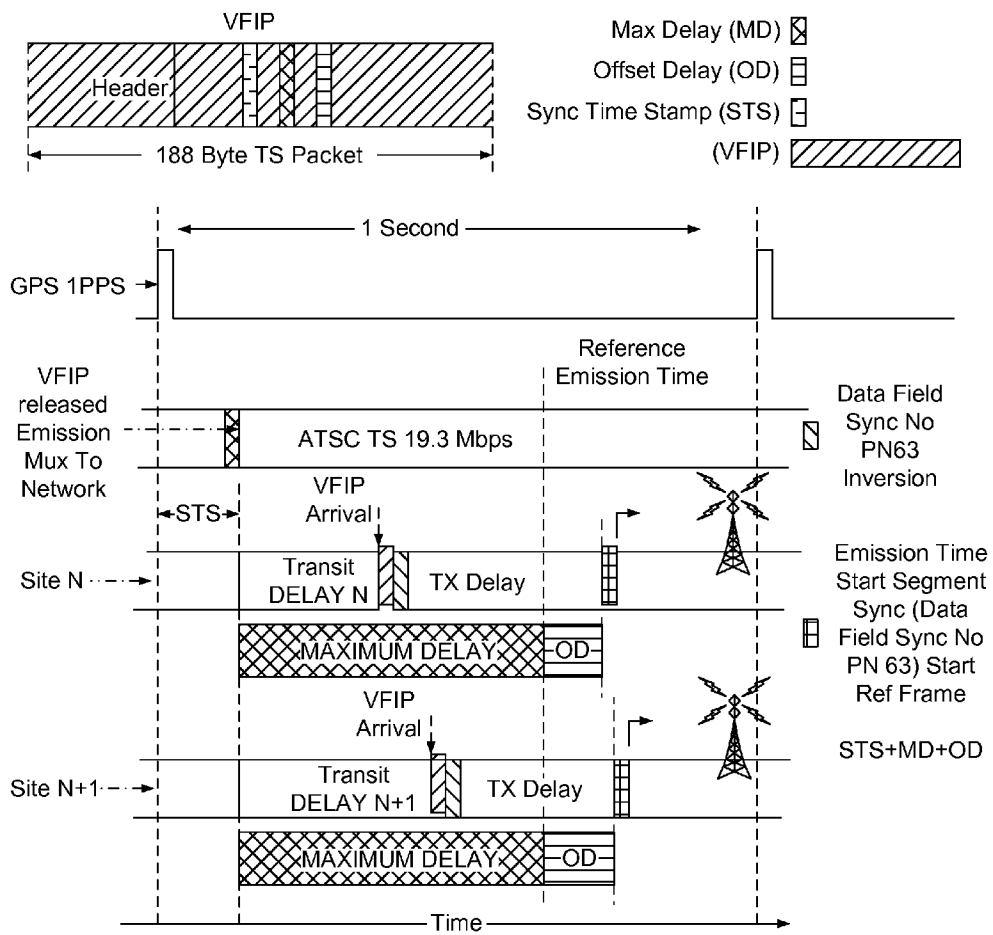 VFIP
Header
188 Byte TS Packet
Max Delay (MD)
Offset Delay (OD)
Sync Time Stamp (STS)
(VFIP)
1 Second
GPS 1PPS
Reference
Emission Time
VFIP
released
Emission
Mux To
Network
ATSC TS 19.3 Mbps
Data Field
Sync No
PN63
Inversion
STS
VFIP
Arrival
Site N
Transit
DELAY N
TX Delay
MAXIMUM DELAY
OD
Emission Time
Start Segment
Sync (Data
Field Sync No
PN 63) Start
Ref Frame
STS+MD+OD
VFIP
Arrival
Site N+1
Transit
DELAY N+1
TX Delay
MAXIMUM DELAY
OD
Time